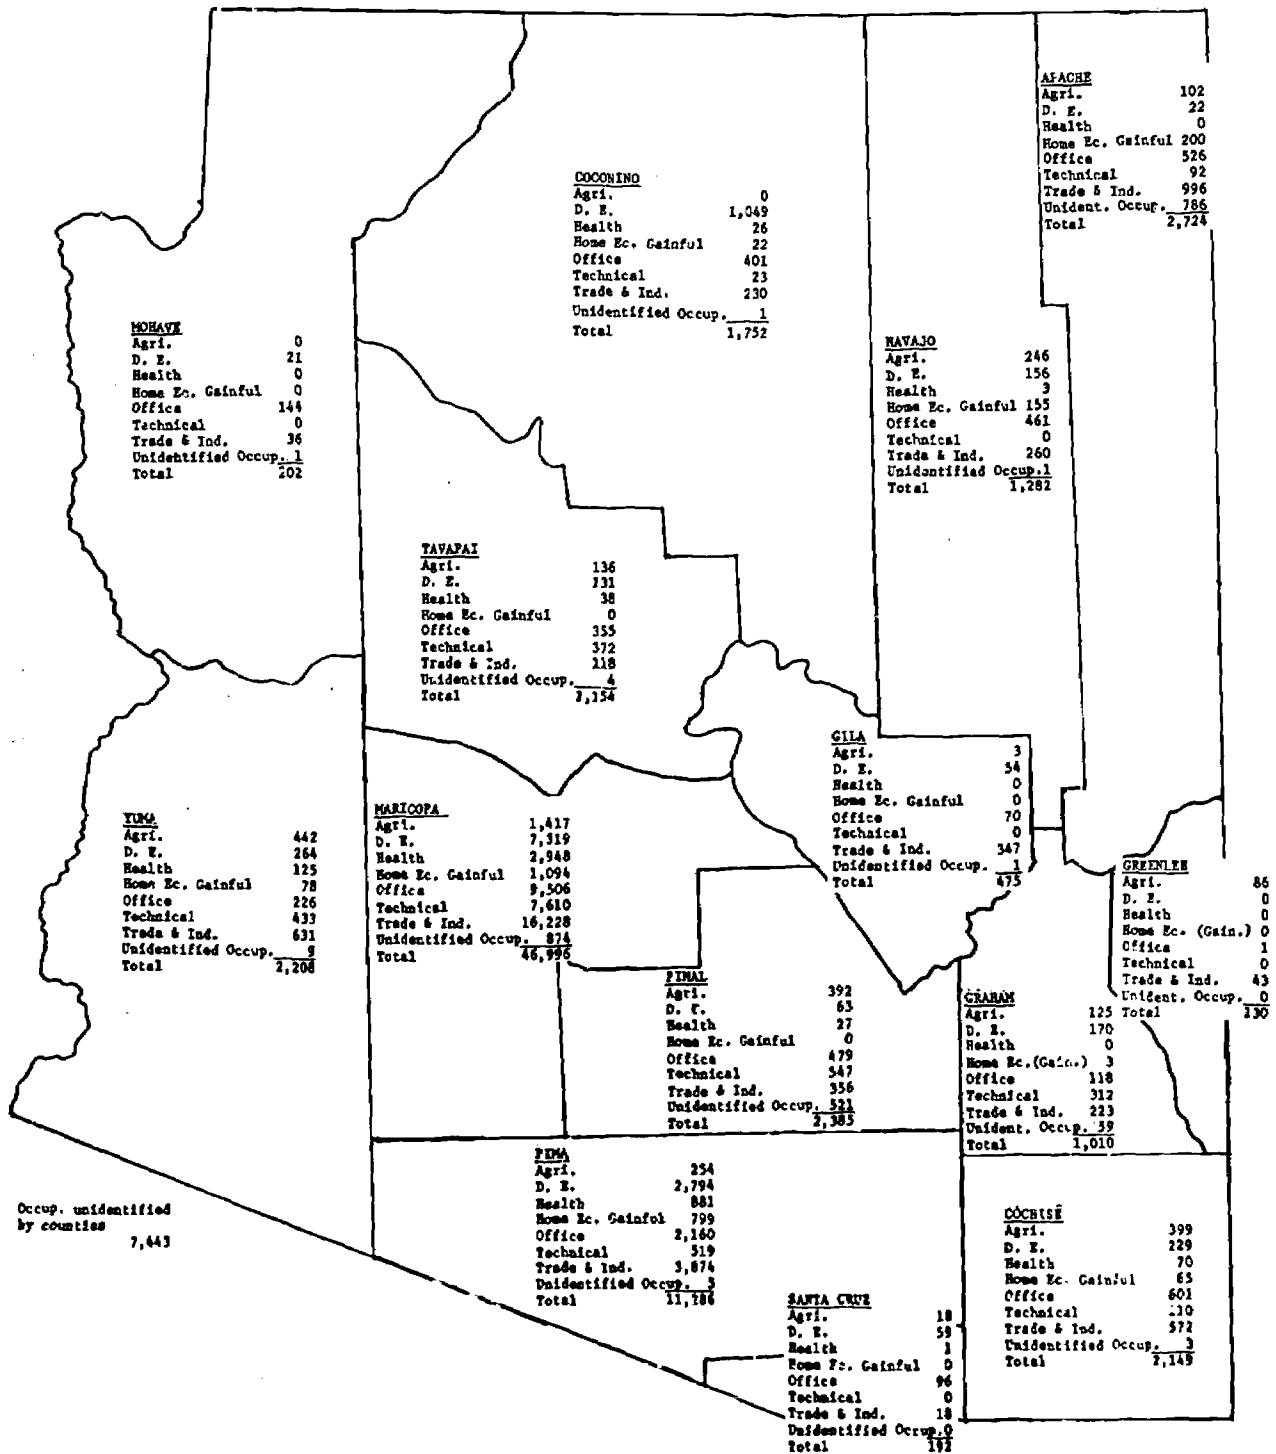 APACHE
Agri. 102
D. E. 22
Health 0
Home Ec. Gainful 200
Office 526
Technical 92
Trade & Ind. 996
Unident. Occup. 786
Total 2,724
COCONINO
Agri. 0
D. E. 1,049
Health 26
Home Ec. Gainful 22
Office 401
Technical 23
Trade & Ind. 230
Unidentified Occup. 1
Total 1,752
MOHAVE
Agri. 0
D. E. 21
Health 0
Home Ec. Gainful 0
Office 144
Technical 0
Trade & Ind. 36
Unidentified Occup. 1
Total 202
NAVAJO
Agri. 246
D. E. 156
Health 3
Home Ec. Gainful 155
Office 461
Technical 0
Trade & Ind. 260
Unidentified Occup. 1
Total 1,282
YAVAPAI
Agri. 136
D. E. 131
Health 38
Home Ec. Gainful 0
Office 355
Technical 372
Trade & Ind. 118
Unidentified Occup. 4
Total 1,154
GILA
Agri. 3
D. E. 54
Health 0
Home Ec. Gainful 0
Office 70
Technical 0
Trade & Ind. 347
Unidentified Occup. 1
Total 475
YUMA
Agri. 442
D. E. 264
Health 125
Home Ec. Gainful 78
Office 226
Technical 433
Trade & Ind. 631
Unidentified Occup. 9
Total 2,208
MARICOPA
Agri. 1,417
D. E. 7,319
Health 2,948
Home Ec. Gainful 1,094
Office 9,506
Technical 7,610
Trade & Ind. 16,228
Unidentified Occup. 874
Total 46,996
GREENLEE
Agri. 86
D. E. 0
Health 0
Home Ec. (Gain.) 0
Office 1
Technical 0
Trade & Ind. 43
Unident. Occup. 0
Total 130
PINAL
Agri. 392
D. E. 63
Health 27
Home Ec. Gainful 0
Office 479
Technical 547
Trade & Ind. 356
Unidentified Occup. 521
Total 2,385
GRAHAM
Agri. 125
D. E. 170
Health 0
Home Ec.(Gain.) 3
Office 118
Technical 312
Trade & Ind. 223
Unident. Occup. 59
Total 1,010
PIMA
Agri. 254
D. E. 2,794
Health 881
Home Ec. Gainful 799
Office 2,160
Technical 519
Trade & Ind. 3,874
Unidentified Occup.
Total
Occup. unidentified
by counties
7,443
COCHISE
Agri. 399
D. E. 229
Health 70
Home Ec. Gainful 65
Office 601
Technical
Trade & Ind. 572
Unidentified Occup. 3
Total 2,149
SANTA CRUZ
Agri. 18
D. E. 59
Health 1
Home Ec. Gainful 0
Office 96
Technical 0
Trade & Ind. 18
Unidentified Occup. 0
Total 192